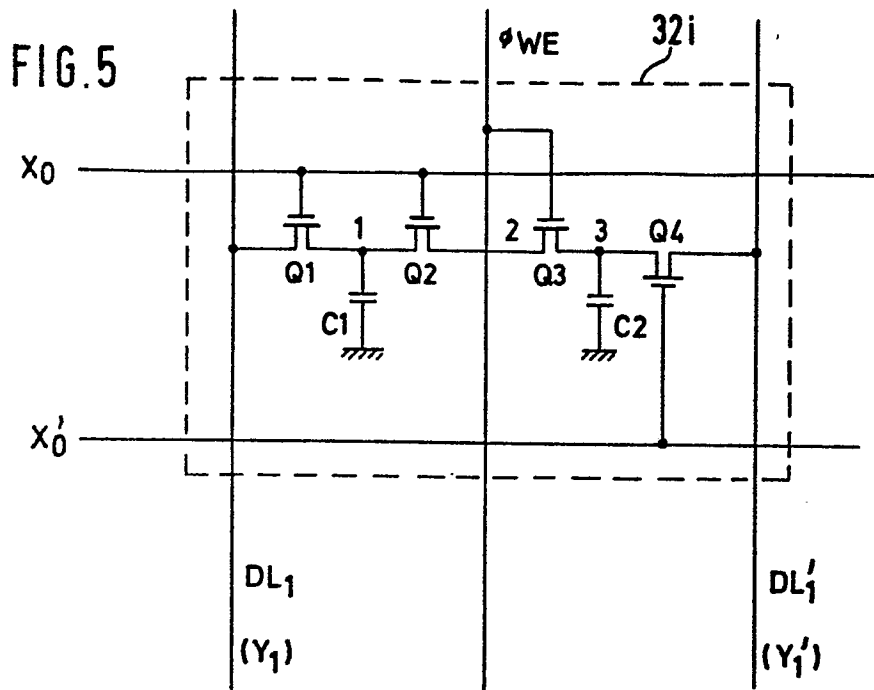 FIG.5
φWE
32i
X0
1
2
3
Q4
Q1
Q2
Q3
C1
C2
X0'
DL1
DL1'
(Y1)
(Y1')